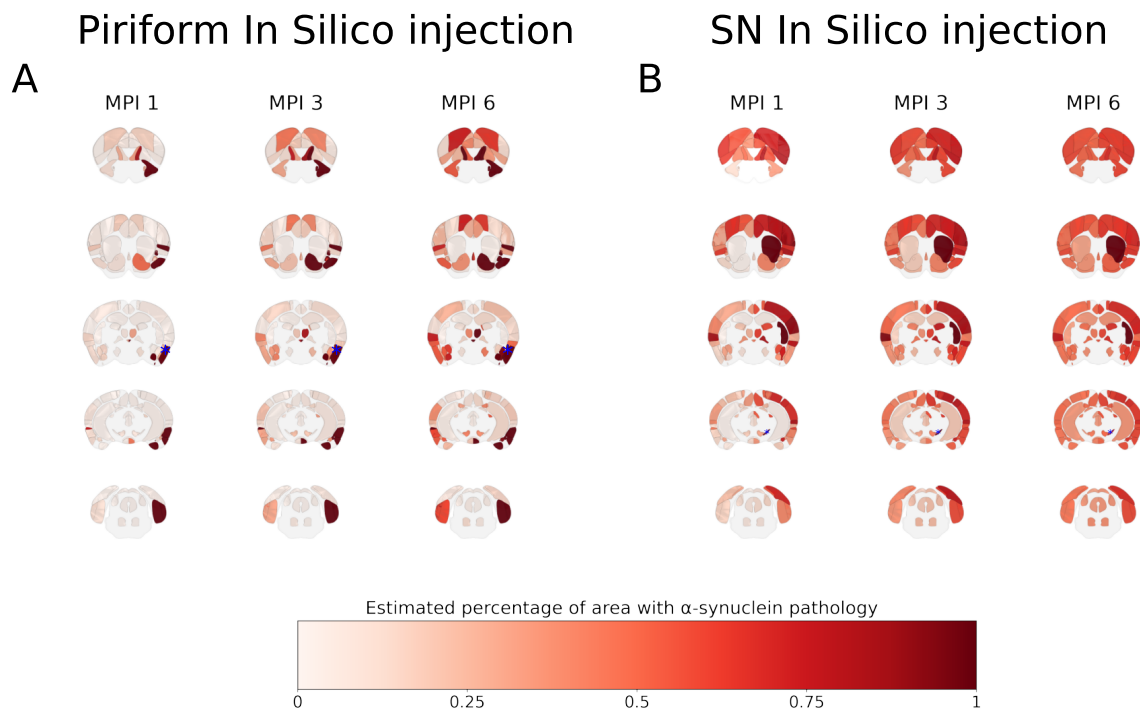 Piriform In Silico injection
SN In Silico injection
A
B
MPI 1
MPI 3
MPI 6
MPI 1
MPI 3
MPI 6
Estimated percentage of area with α-synuclein pathology
0
0.25
0.5
0.75
1